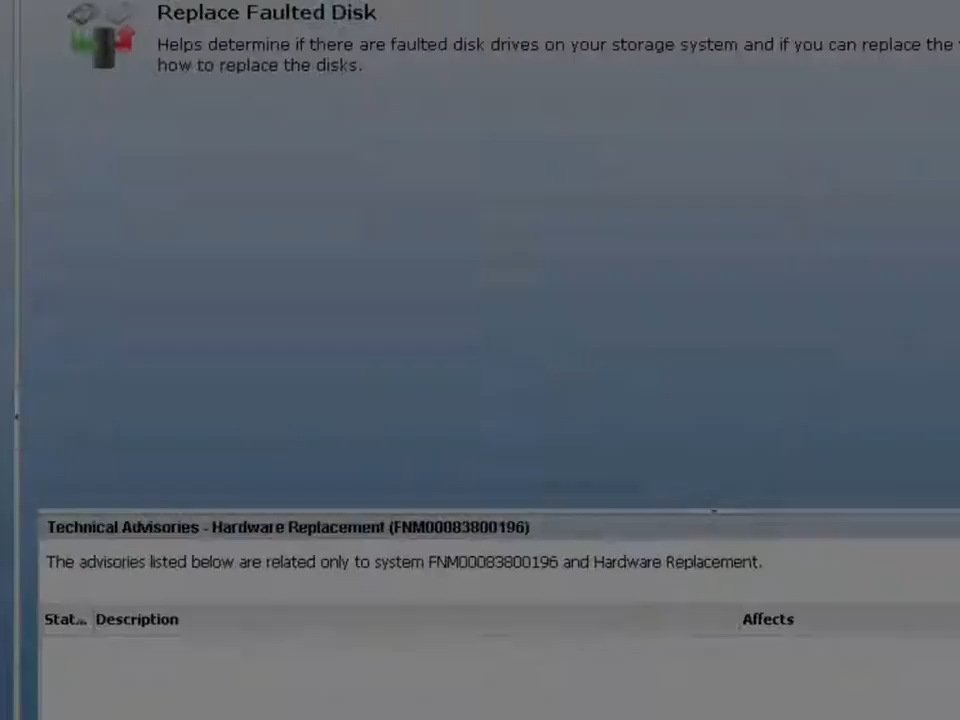 Replace Faulted Disk
Helps determine if there are faulted disk drives on your storage system and if you can replace the
how to replace the disks.
Technical Advisories - Hardware Replacement (FNM00083800196)
The advisories listed below are related only to system FNM00083800196 and Hardware Replacement.
Stat... Description Affects